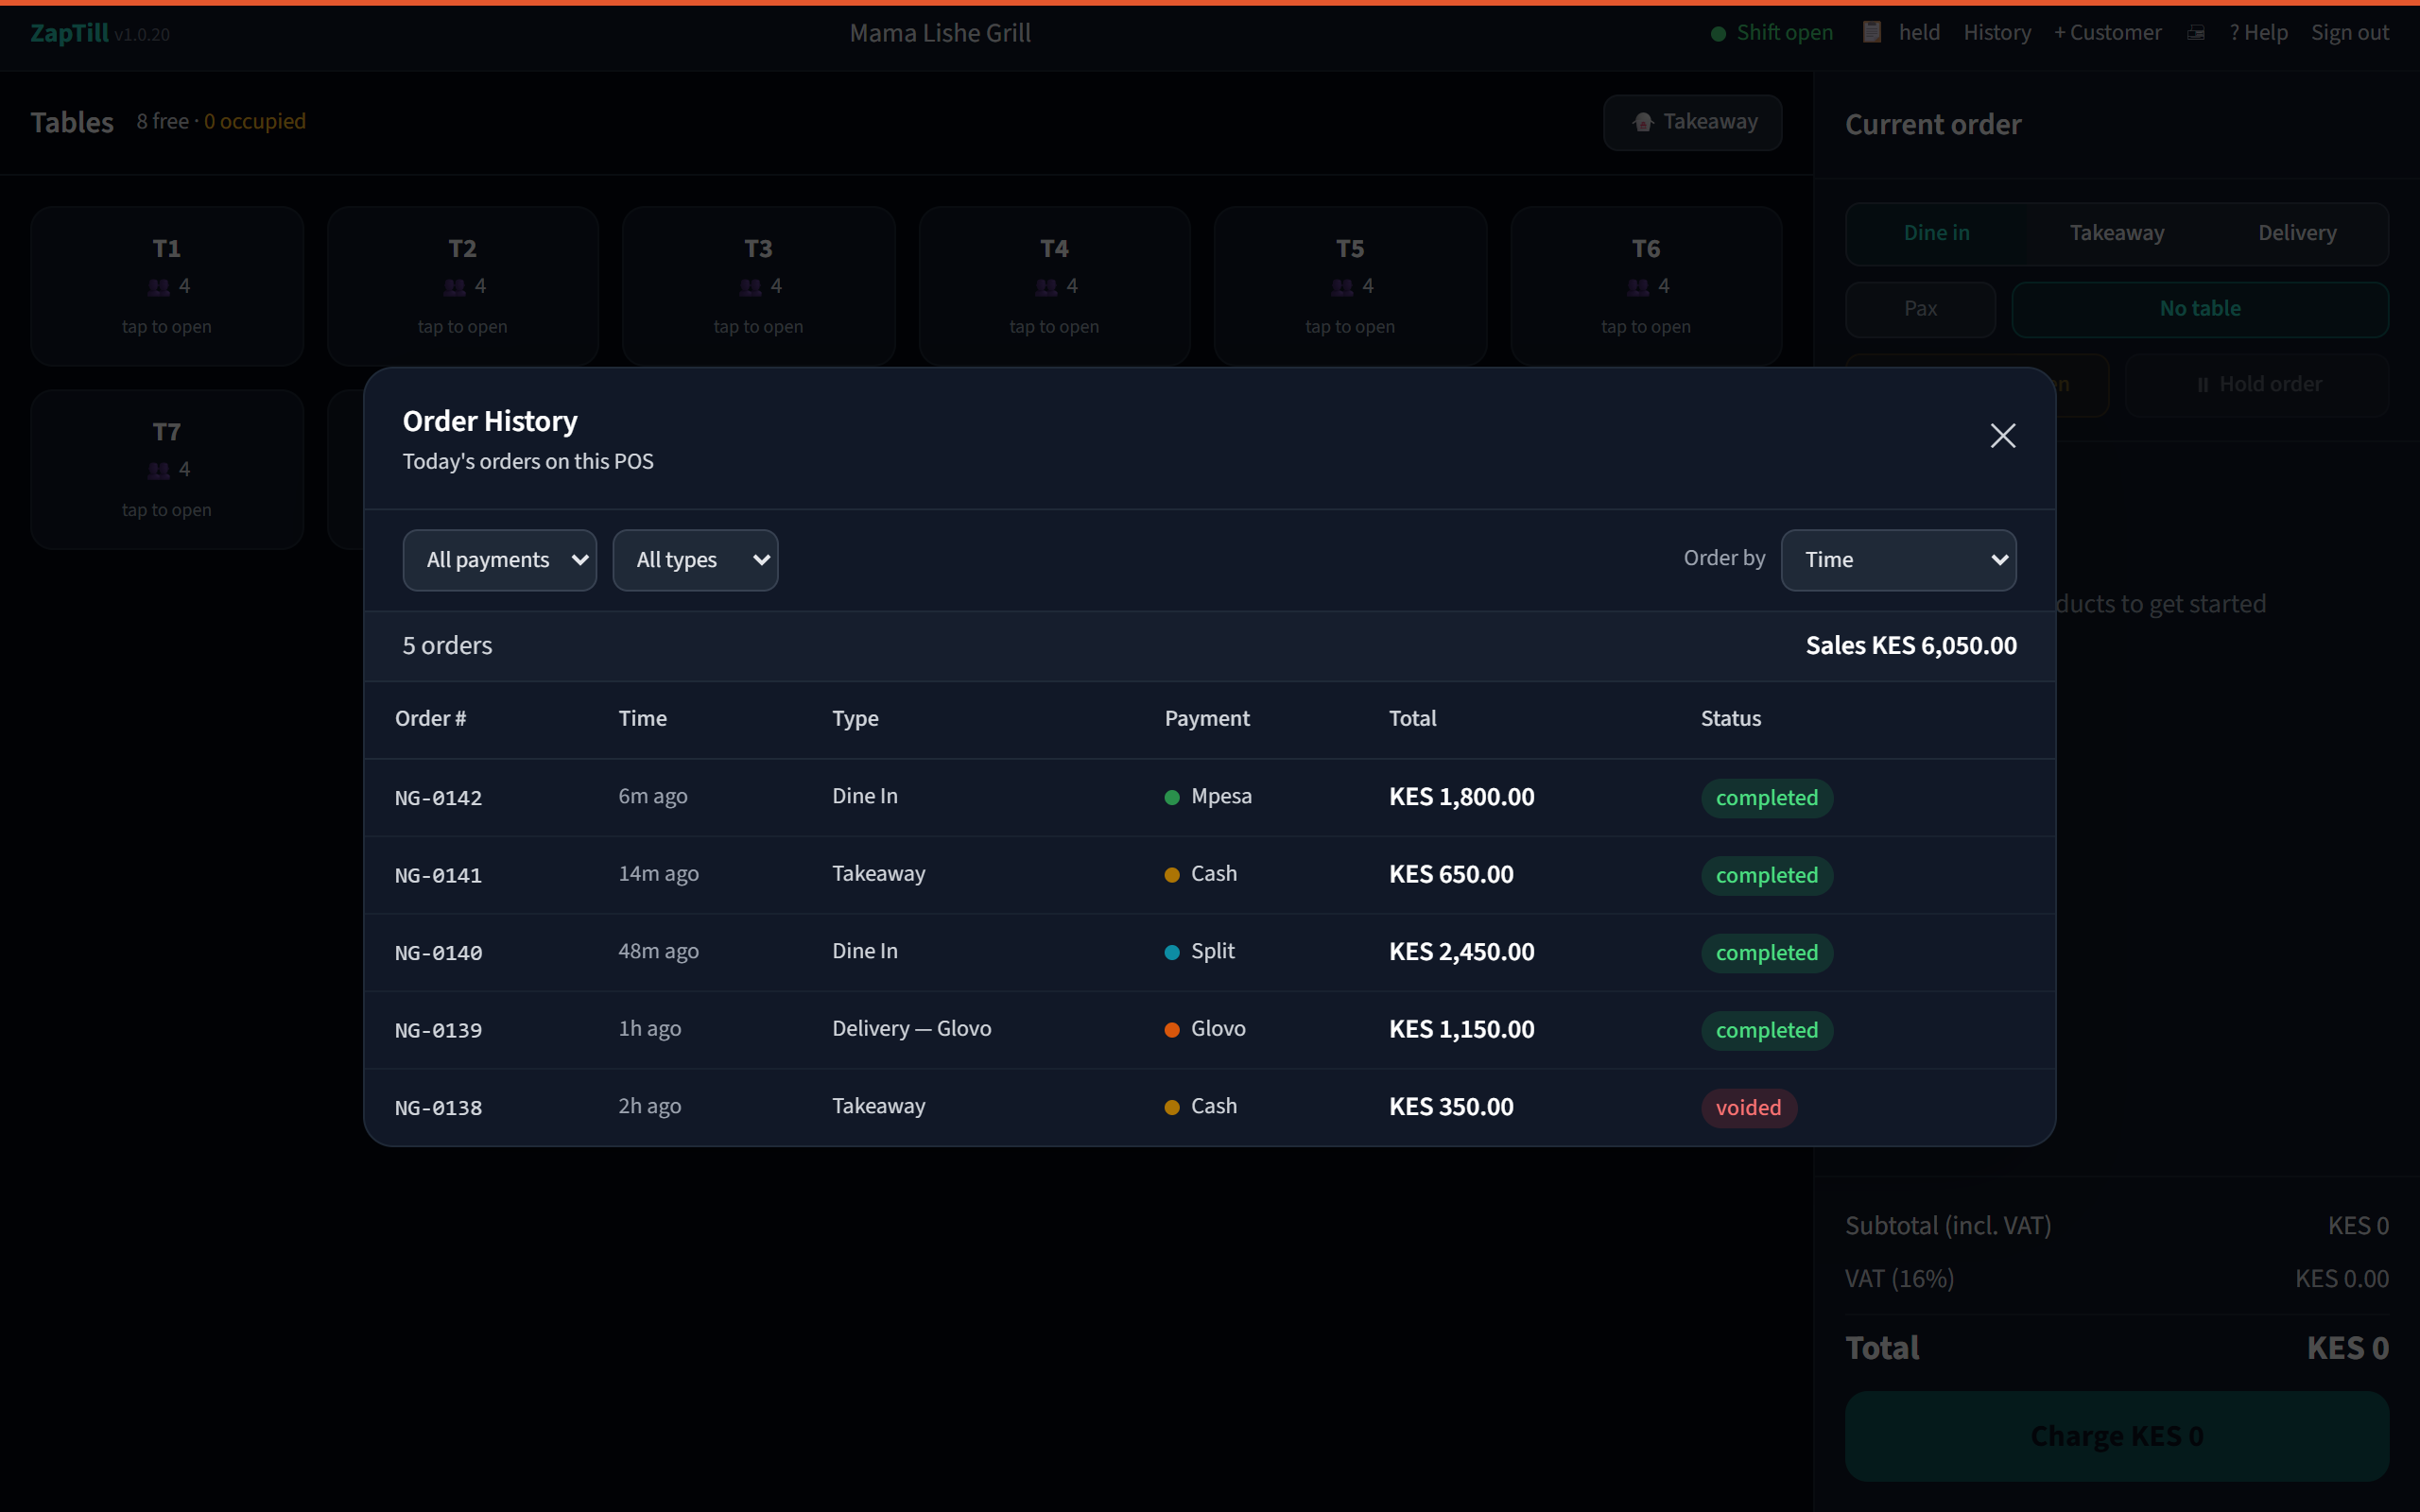 ZapTill v1.0.20
Mama Lishe Grill
Shift open held History + Customer ? Help Sign out
Tables 8 free · 0 occupied
Takeaway
Current order
T1
4
tap to open
T2
4
tap to open
T3
4
tap to open
T4
4
tap to open
T5
4
tap to open
T6
4
tap to open
T7
4
tap to open
Dine in Takeaway Delivery
Pax No table
Hold order
ducts to get started
Order History
Today's orders on this POS
All payments All types Order by Time
5 orders Sales KES 6,050.00
Order # Time Type Payment Total Status
NG-0142 6m ago Dine In Mpesa KES 1,800.00 completed
NG-0141 14m ago Takeaway Cash KES 650.00 completed
NG-0140 48m ago Dine In Split KES 2,450.00 completed
NG-0139 1h ago Delivery — Glovo Glovo KES 1,150.00 completed
NG-0138 2h ago Takeaway Cash KES 350.00 voided
Subtotal (incl. VAT) KES 0
VAT (16%) KES 0.00
Total KES 0
Charge KES 0